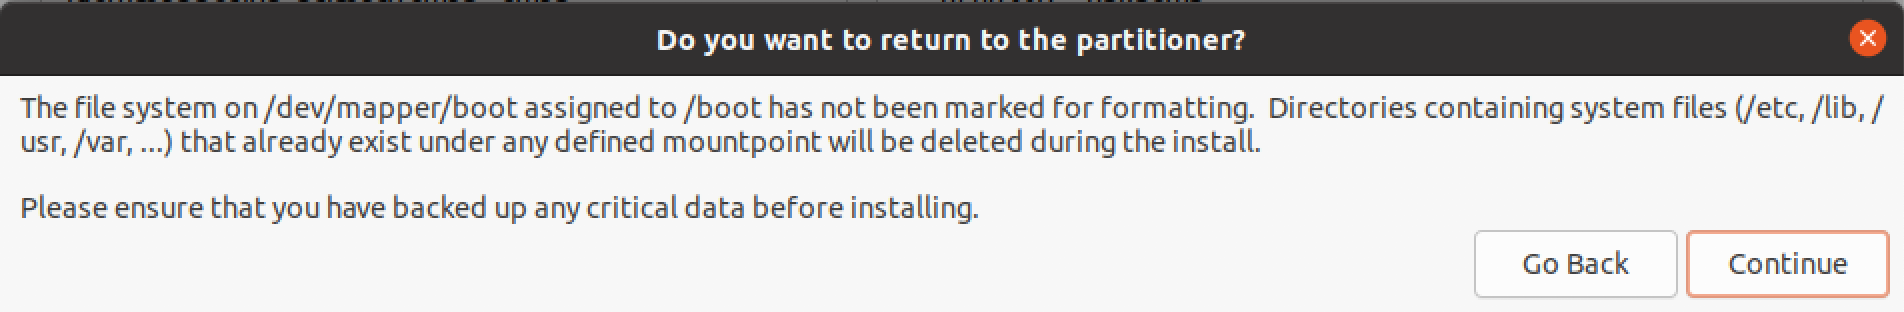 Do you want to return to the partitioner?
The file system on /dev/mapper/boot assigned to /boot has not been marked for formatting.  Directories containing system files (/etc, /lib, /
usr, /var, ...) that already exist under any defined mountpoint will be deleted during the install.
Please ensure that you have backed up any critical data before installing.
Go Back
Continue